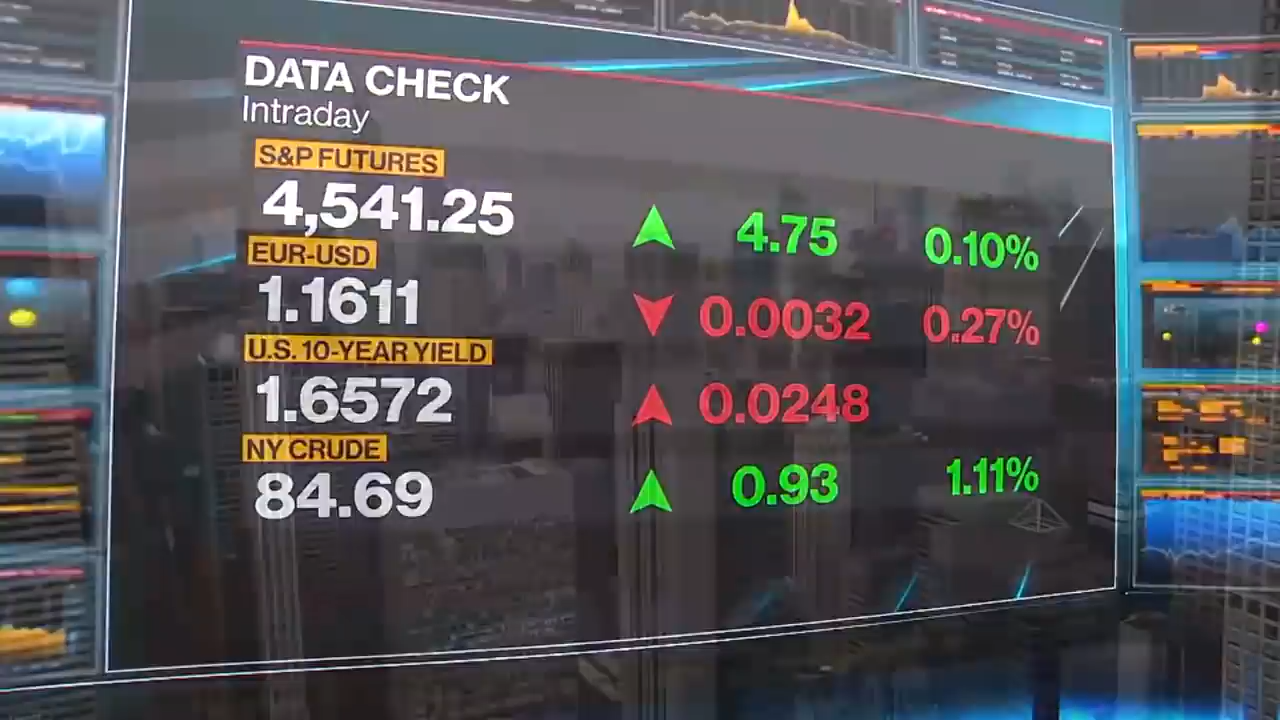 DATA CHECK
Intraday
S&P FUTURES
4,541.25 4.75 0.10%
EUR-USD
1.1611 0.0032 0.27%
U.S. 10-YEAR YIELD
1.6572 0.0248
NY CRUDE
84.69 0.93 1.11%